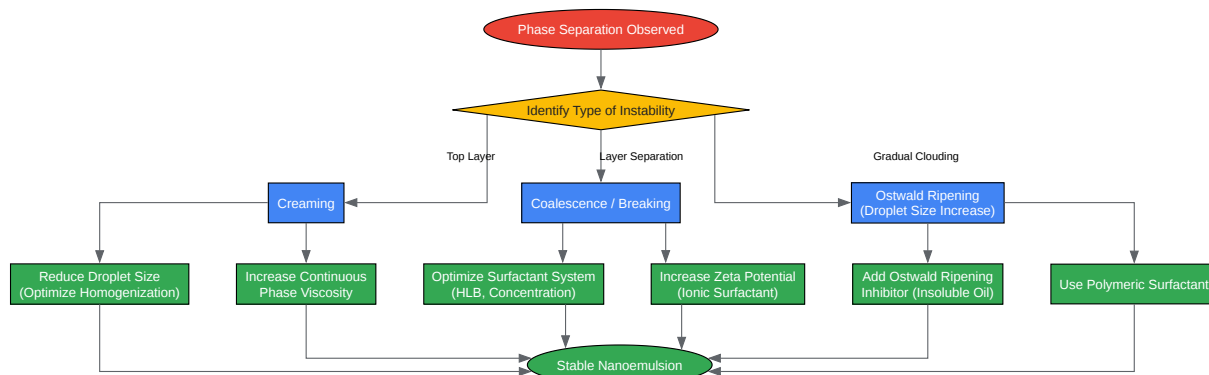 Phase Separation Observed
Identify Type of Instability
Top Layer
Layer Separation
Gradual Clouding
Creaming
Coalescence / Breaking
Ostwald Ripening
(Droplet Size Increase)
Reduce Droplet Size
(Optimize Homogenization)
Increase Continuous
Phase Viscosity
Optimize Surfactant System
(HLB, Concentration)
Increase Zeta Potential
(Ionic Surfactant)
Add Ostwald Ripening
Inhibitor (Insoluble Oil)
Use Polymeric Surfactant
Stable Nanoemulsion